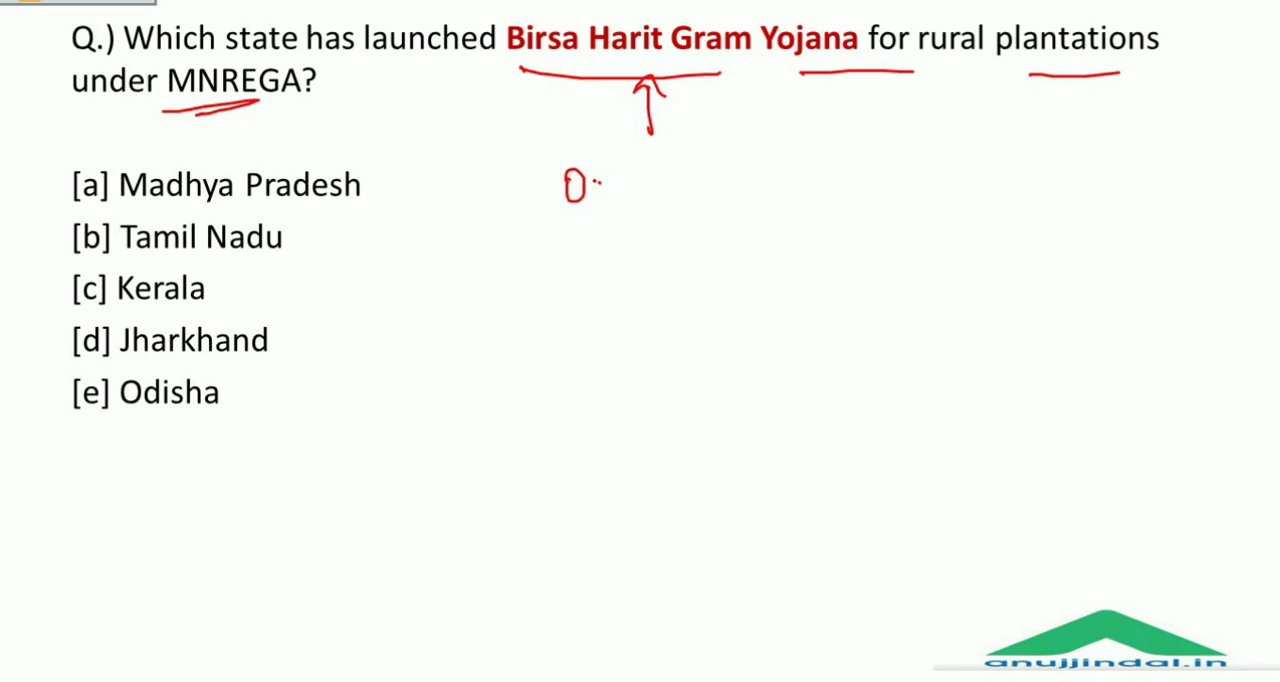 Q.) Which state has launched Birsa Harit Gram Yojana for rural plantations
under MNREGA?
[a] Madhya Pradesh
[b] Tamil Nadu
[c] Kerala
[d] Jharkhand
[e] Odisha
anujjindal.in